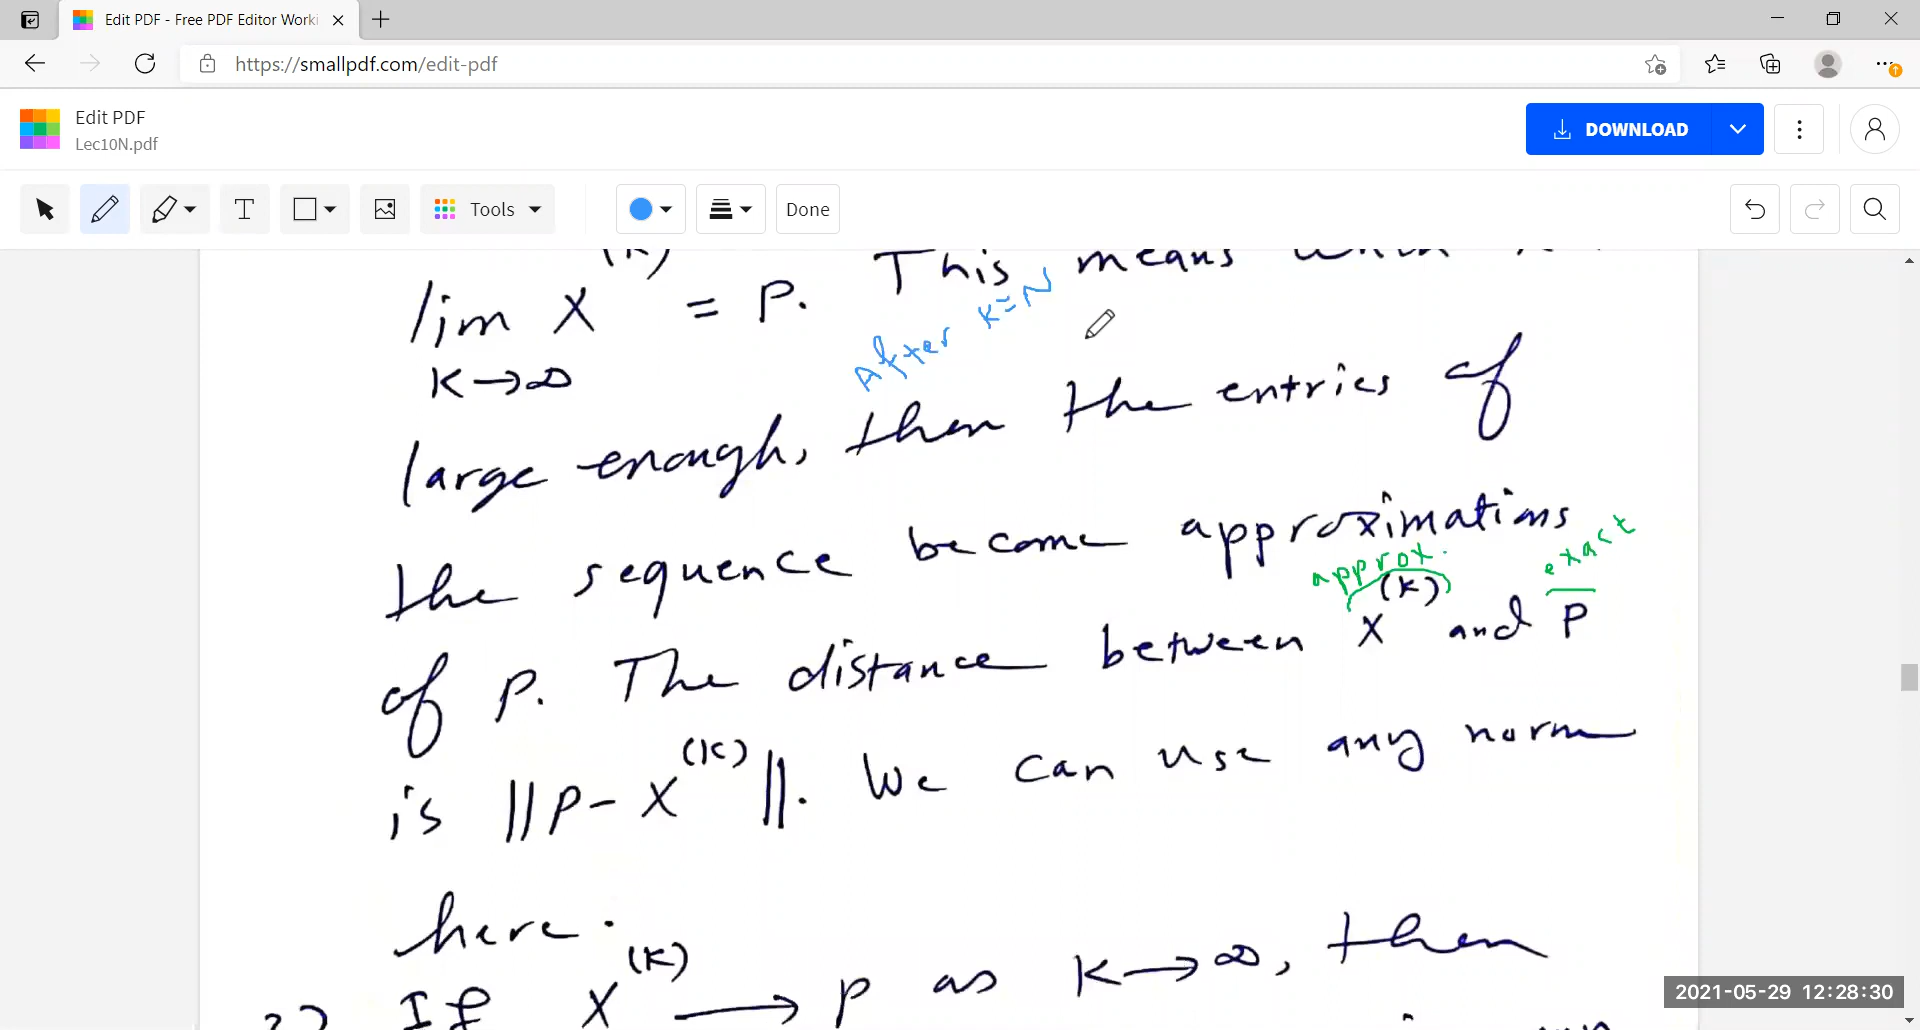 Edit PDF - Free PDF Editor Worki
https://smallpdf.com/edit-pdf
Edit PDF
Lec10N.pdf
DOWNLOAD
T
Tools
Done
lim X^(K) = P. This means when
K→∞
After K=N
large enough, then the entries of
the sequence become approximations
approx. exact
of P. The distance between X^(K) and P
is ||P-X^(K)||. We can use any norm
here.
2) If X^(K) → P as K→∞, then
2021-05-29 12:28:30